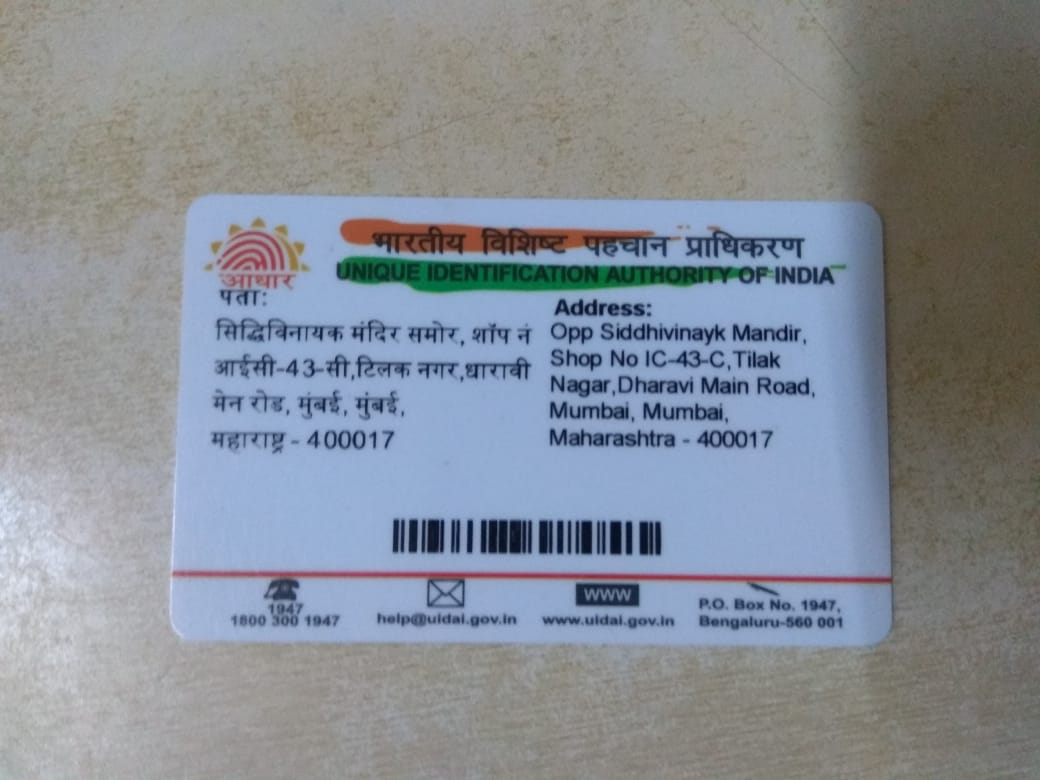 भारतीय विशिष्ट पहचान प्राधिकरण
UNIQUE IDENTIFICATION AUTHORITY OF INDIA
आधार
पता:
सिद्धिविनायक मंदिर समोर, शॉप नं
आईसी-43-सी,टिलक नगर,धारावी
मेन रोड, मुंबई, मुंबई,
महाराष्ट्र - 400017
Address:
Opp Siddhivinayk Mandir,
Shop No IC-43-C,Tilak
Nagar,Dharavi Main Road,
Mumbai, Mumbai,
Maharashtra - 400017
1947
1800 300 1947
help@uidai.gov.in
www
www.uidai.gov.in
P.O. Box No. 1947,
Bengaluru-560 001